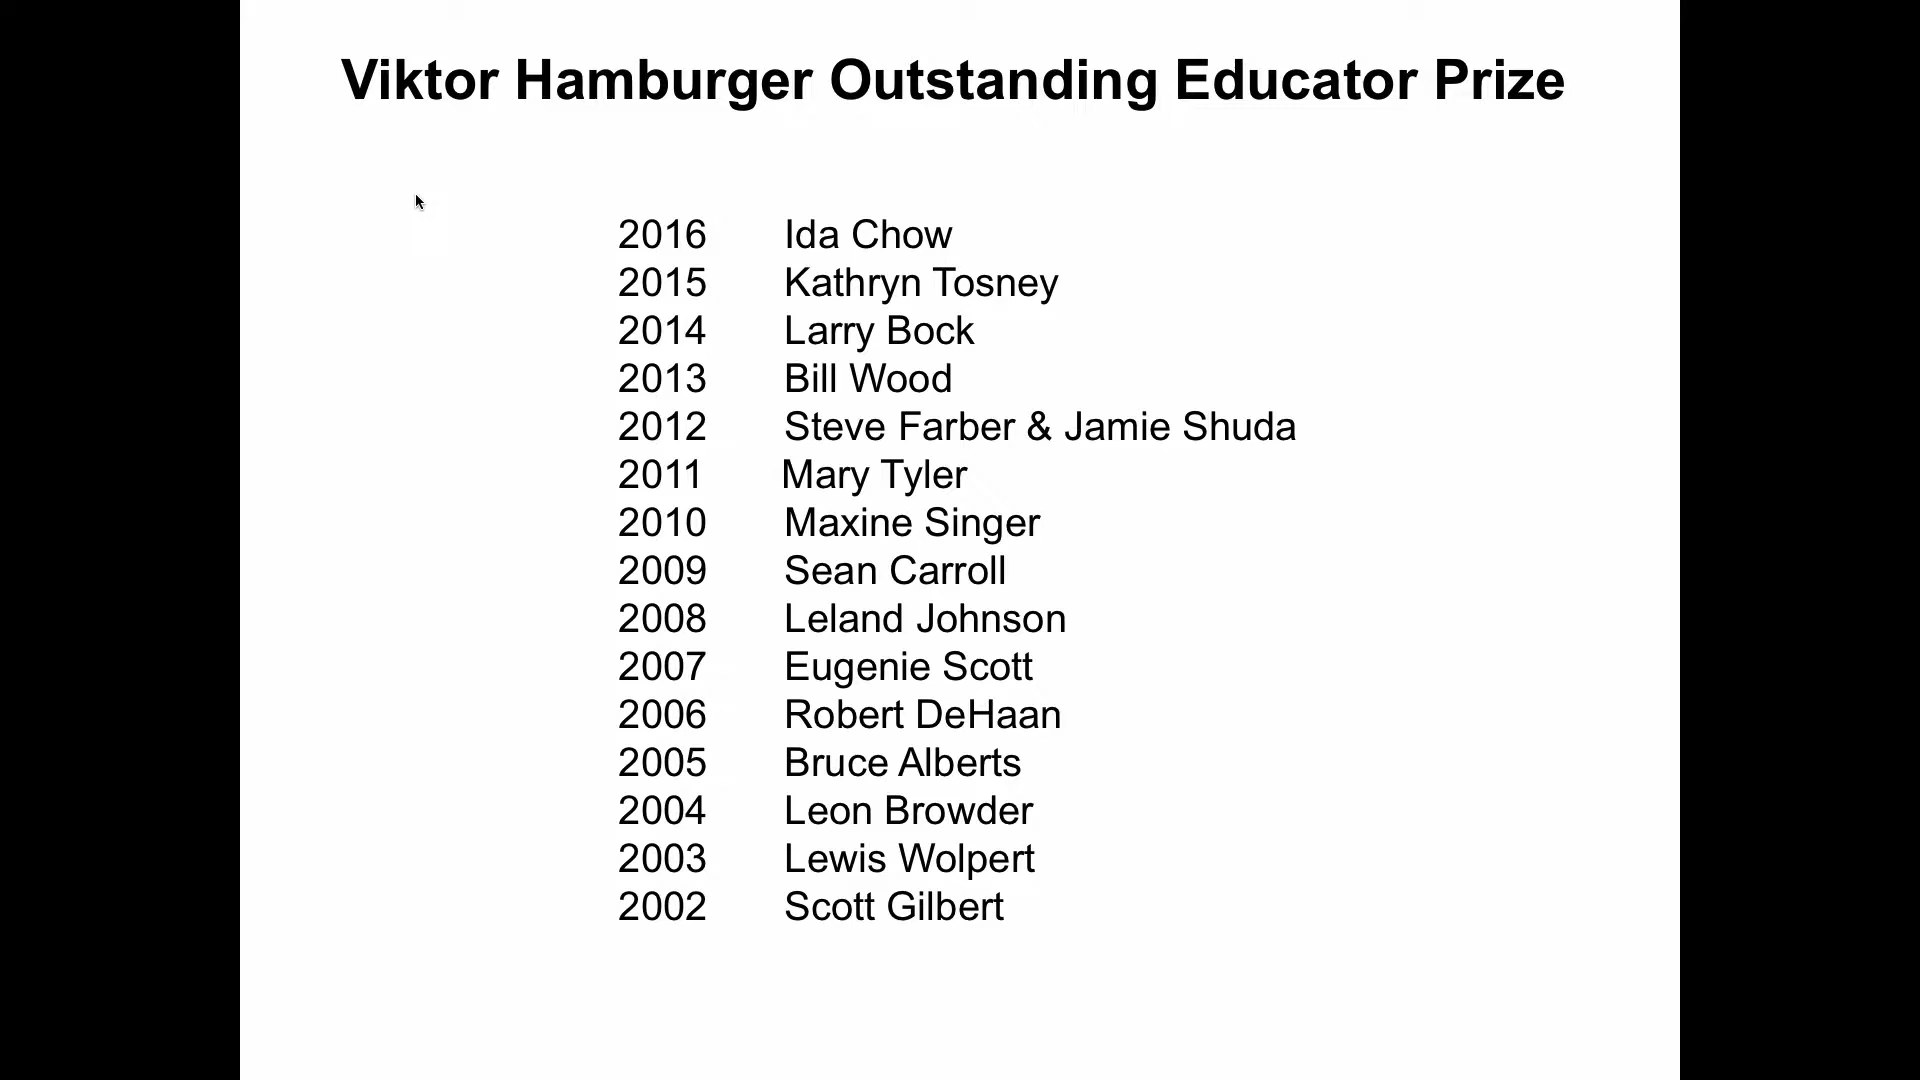 Viktor Hamburger Outstanding Educator Prize
2016 Ida Chow
2015 Kathryn Tosney
2014 Larry Bock
2013 Bill Wood
2012 Steve Farber & Jamie Shuda
2011 Mary Tyler
2010 Maxine Singer
2009 Sean Carroll
2008 Leland Johnson
2007 Eugenie Scott
2006 Robert DeHaan
2005 Bruce Alberts
2004 Leon Browder
2003 Lewis Wolpert
2002 Scott Gilbert